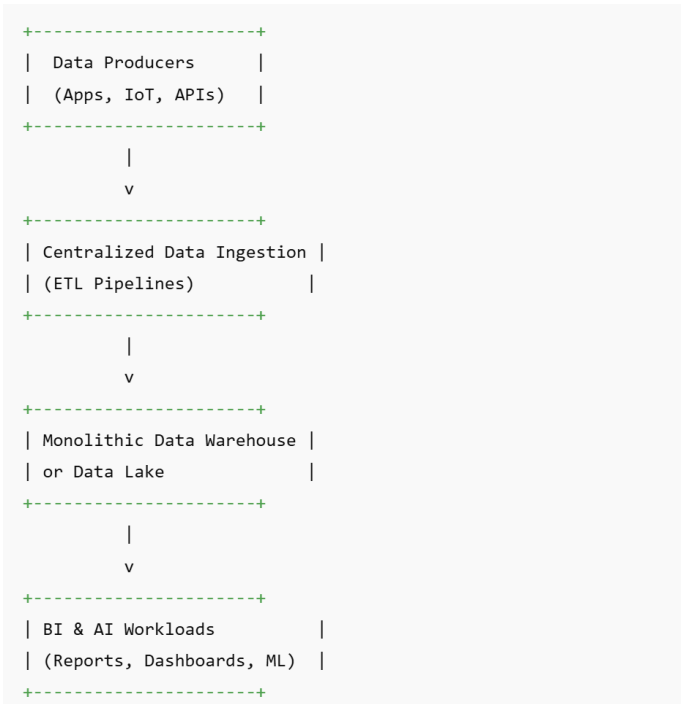 +-----------------------+
|  Data Producers       |
|  (Apps, IoT, APIs)    |
+-----------------------+
          |
          v
+-----------------------+
| Centralized Data Ingestion |
| (ETL Pipelines)            |
+-----------------------+
          |
          v
+-----------------------+
| Monolithic Data Warehouse |
| or Data Lake              |
+-----------------------+
          |
          v
+-----------------------+
| BI & AI Workloads          |
| (Reports, Dashboards, ML)  |
+-----------------------+